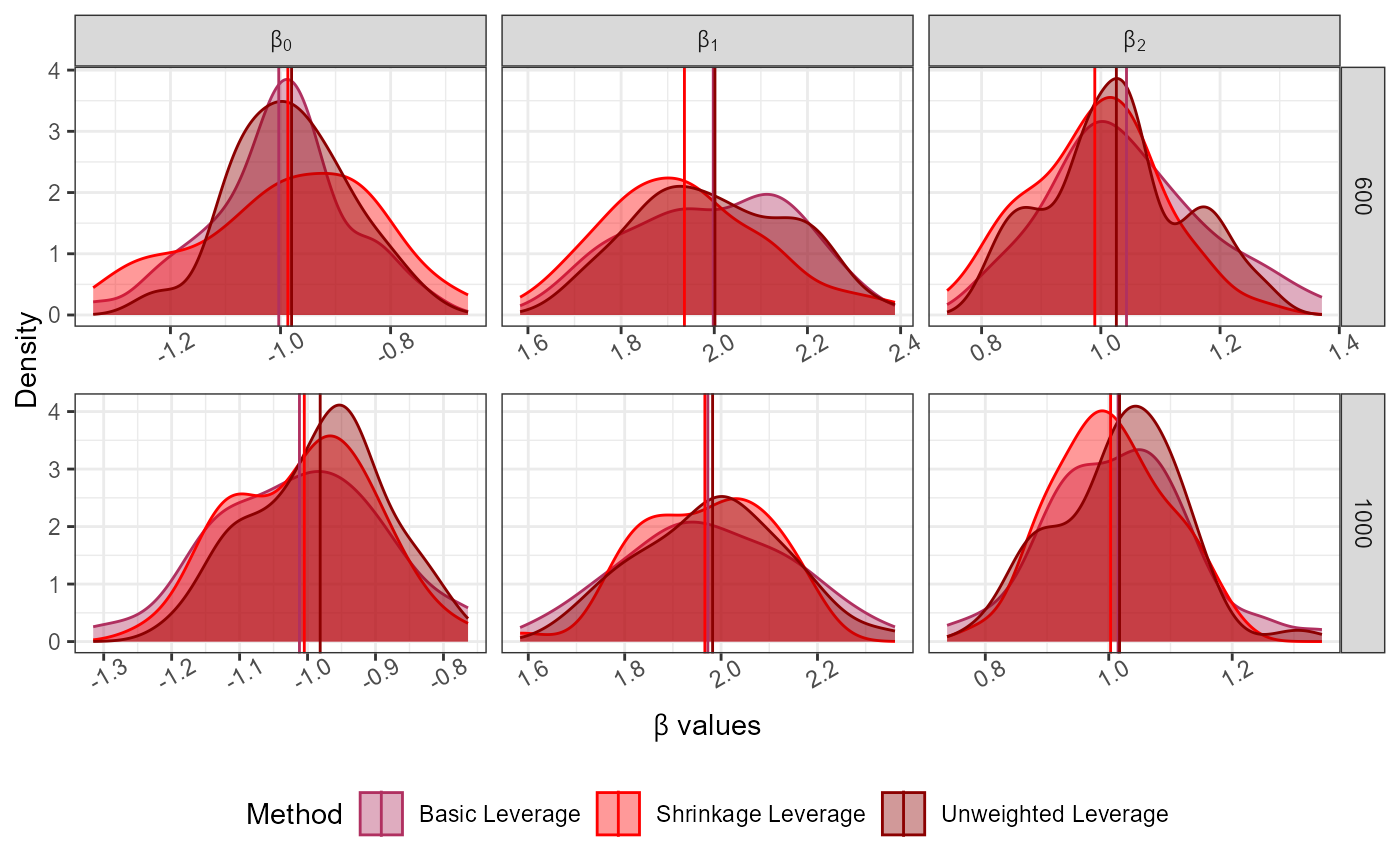 β₀ β₁ β₂
4
3
2
1
0
600
-1.2 -1.0 -0.8 1.6 1.8 2.0 2.2 2.4 0.8 1.0 1.2 1.4
Density
4
3
2
1
0
1000
-1.3 -1.2 -1.1 -1.0 -0.9 -0.8 1.6 1.8 2.0 2.2 0.8 1.0 1.2
β values
Method Basic Leverage Shrinkage Leverage Unweighted Leverage